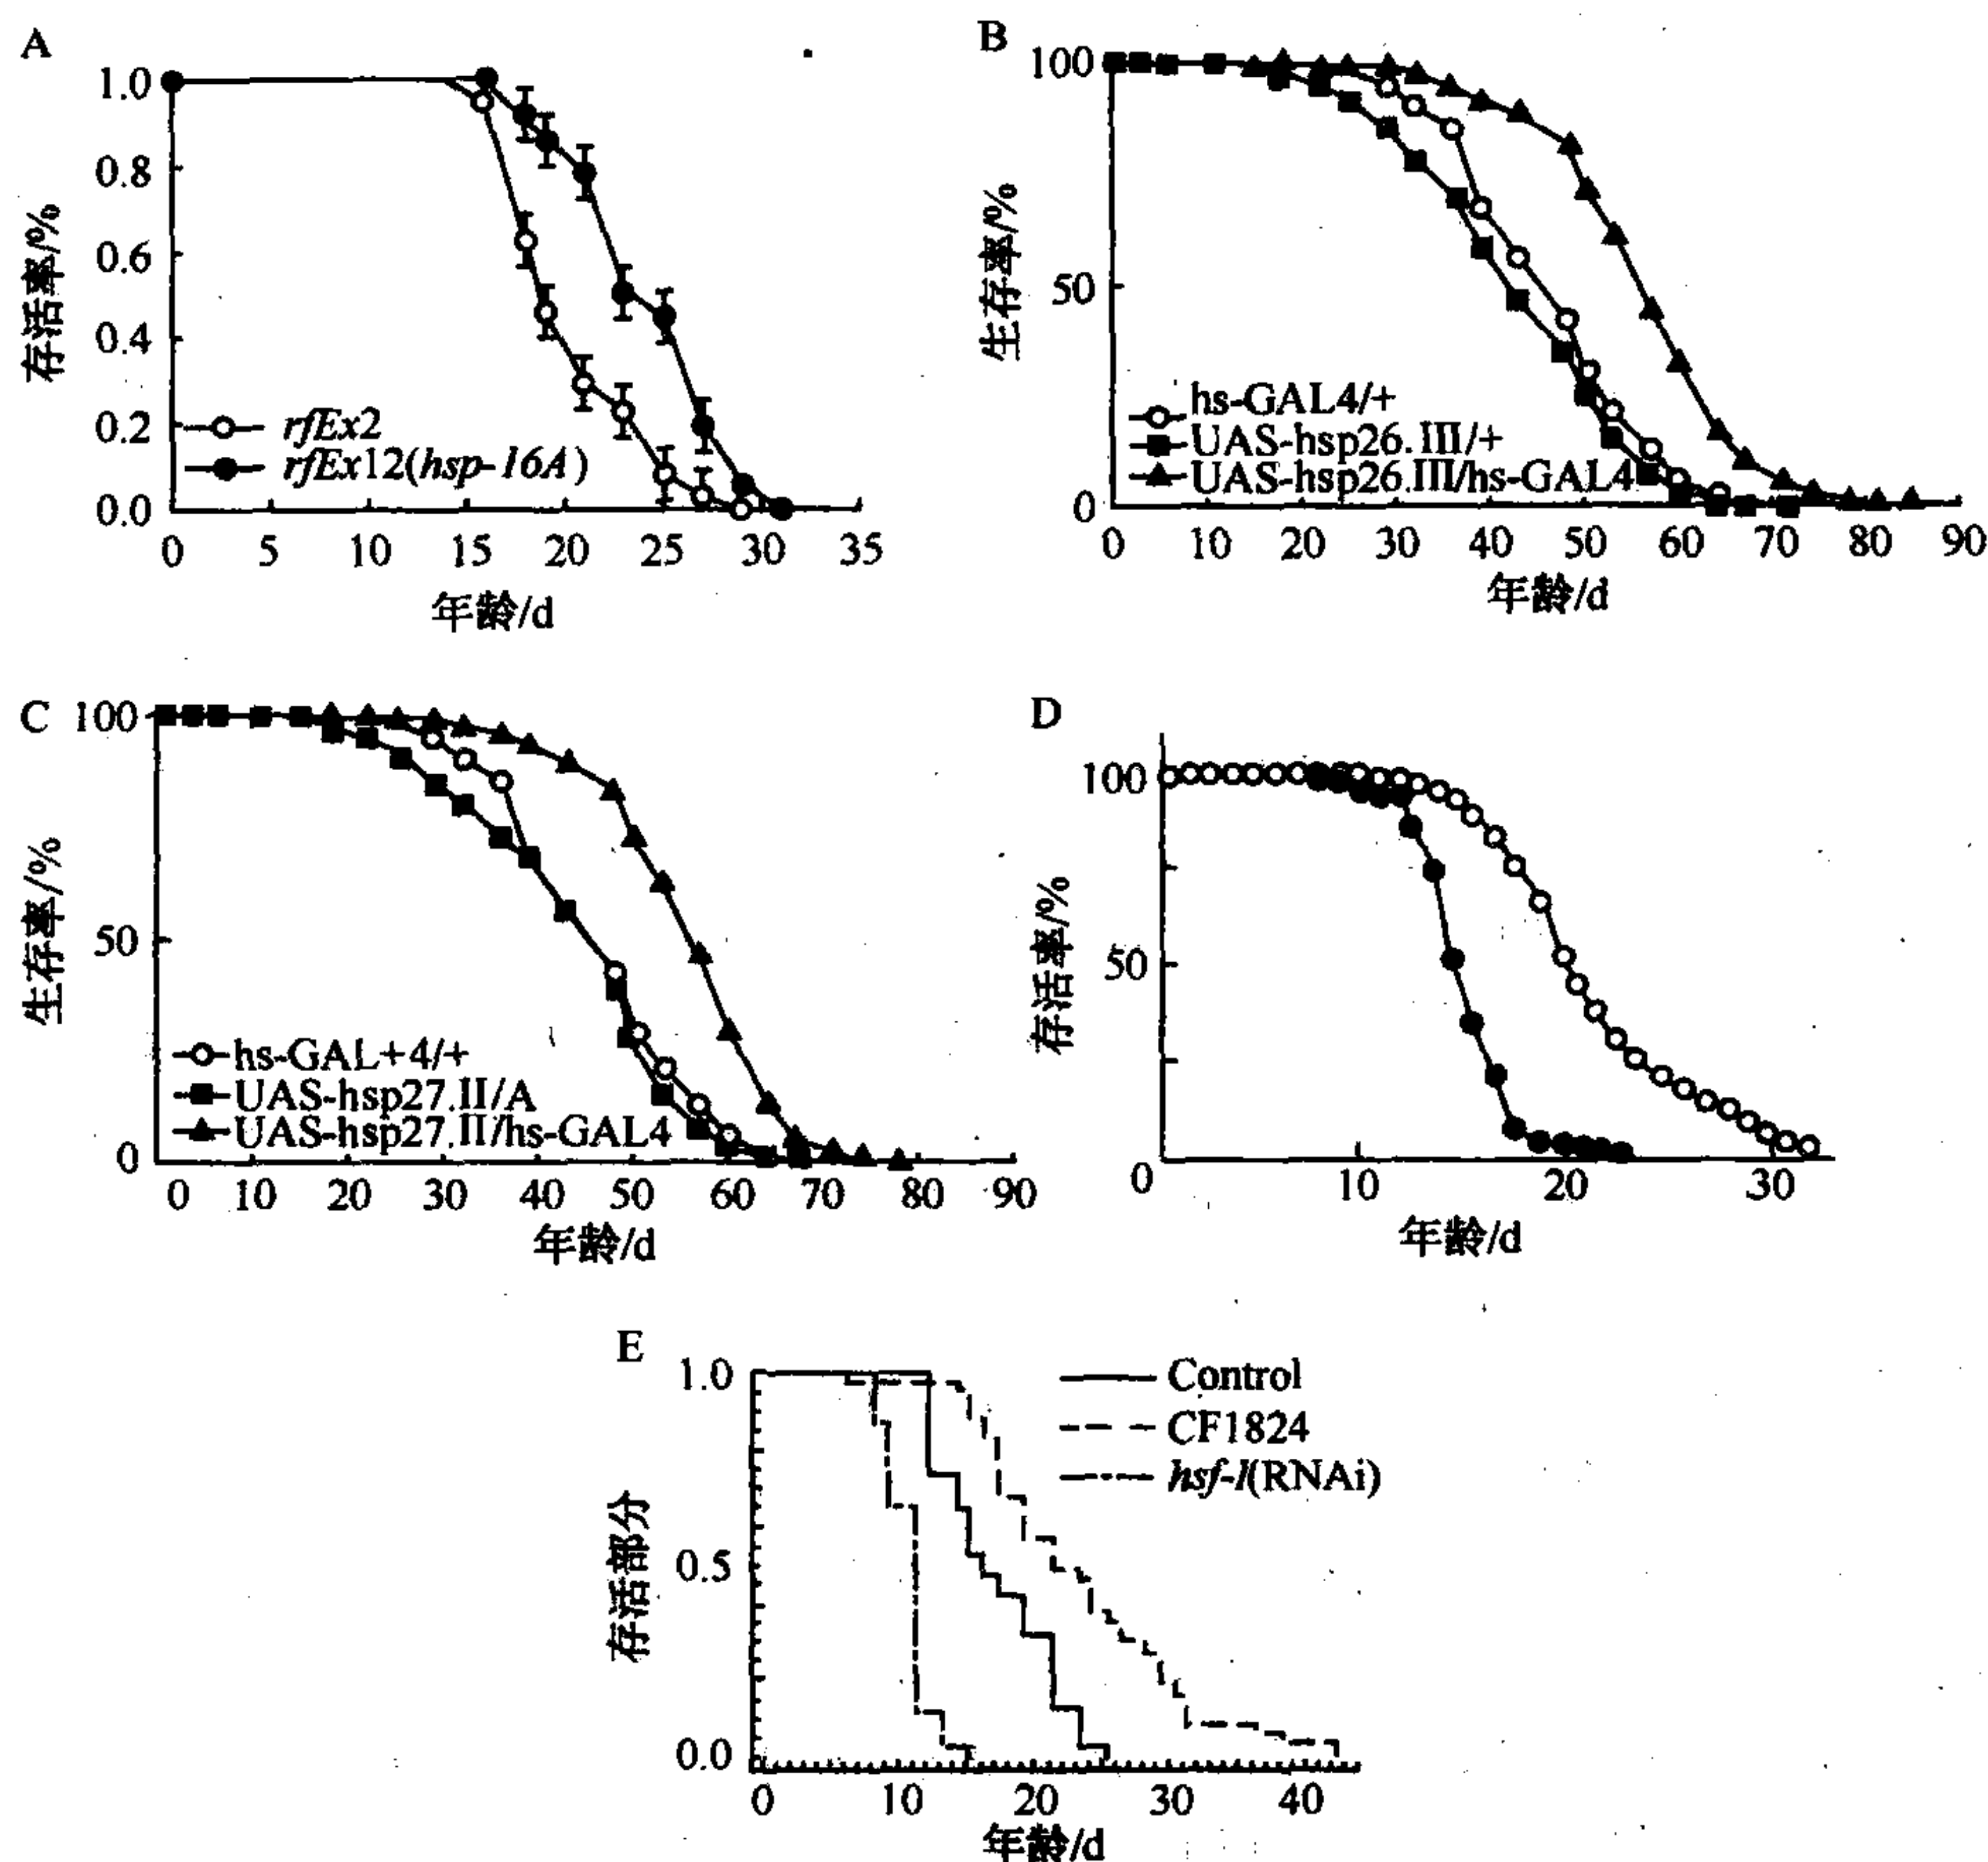 A
1.0
0.8
0.6
0.4
0.2
0.0
存活率/%
rfEx2
rfEx12(hsp-16A)
0 5 10 15 20 25 30 35
年龄/d
B
100
50
0
生存率/%
hs-GAL4/+
UAS-hsp26.III/+
UAS-hsp26.III/hs-GAL4
0 10 20 30 40 50 60 70 80 90
年龄/d
C
100
50
0
生存率/%
hs-GAL+4/+
UAS-hsp27.II/A
UAS-hsp27.II/hs-GAL4
0 10 20 30 40 50 60 70 80 90
年龄/d
D
100
50
存活率/%
0 10 20 30
年龄/d
E
1.0
0.5
0.0
存活部分
Control
CF1824
hsf-l(RNAi)
0 10 20 30 40
年龄/d